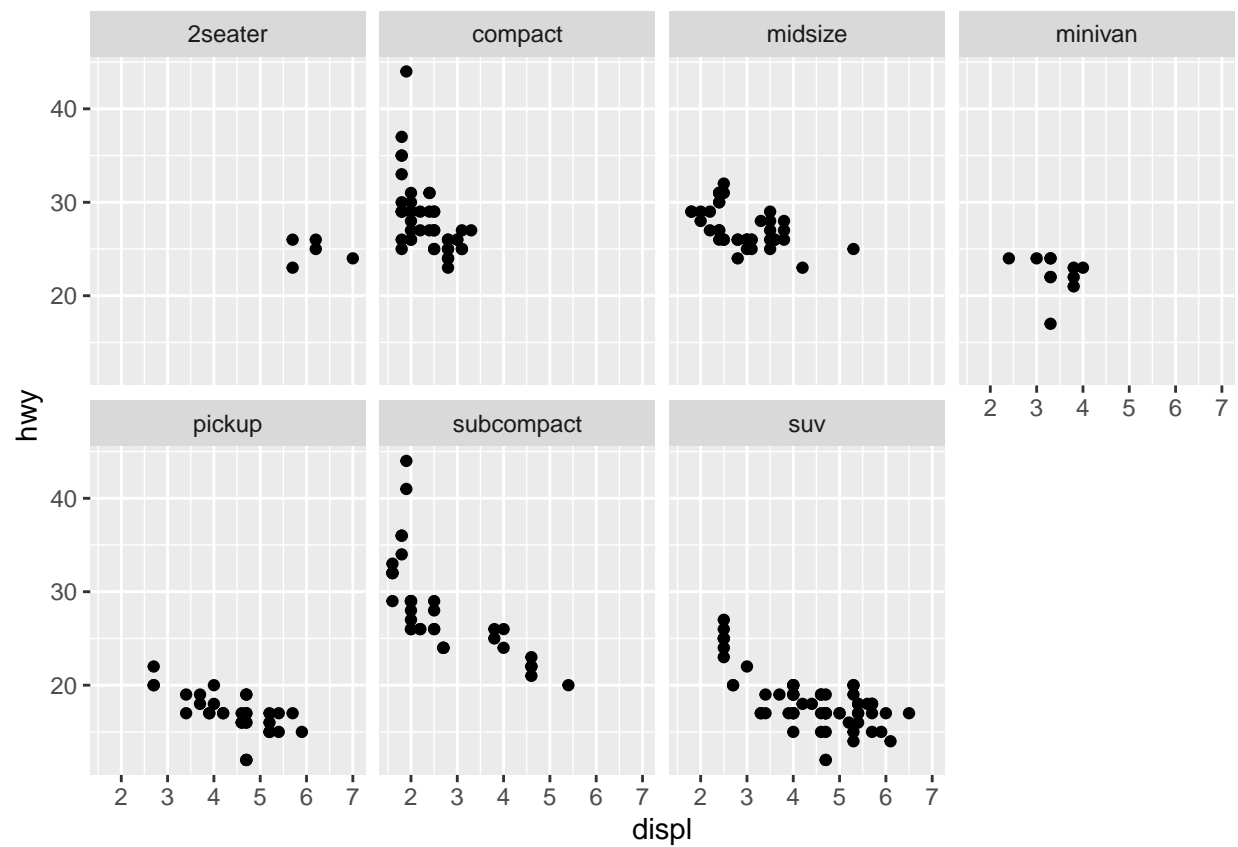 2seater compact midsize minivan
40
30
20
2 3 4 5 6 7
hwy
pickup subcompact suv
40
30
20
2 3 4 5 6 7 2 3 4 5 6 7 2 3 4 5 6 7
displ